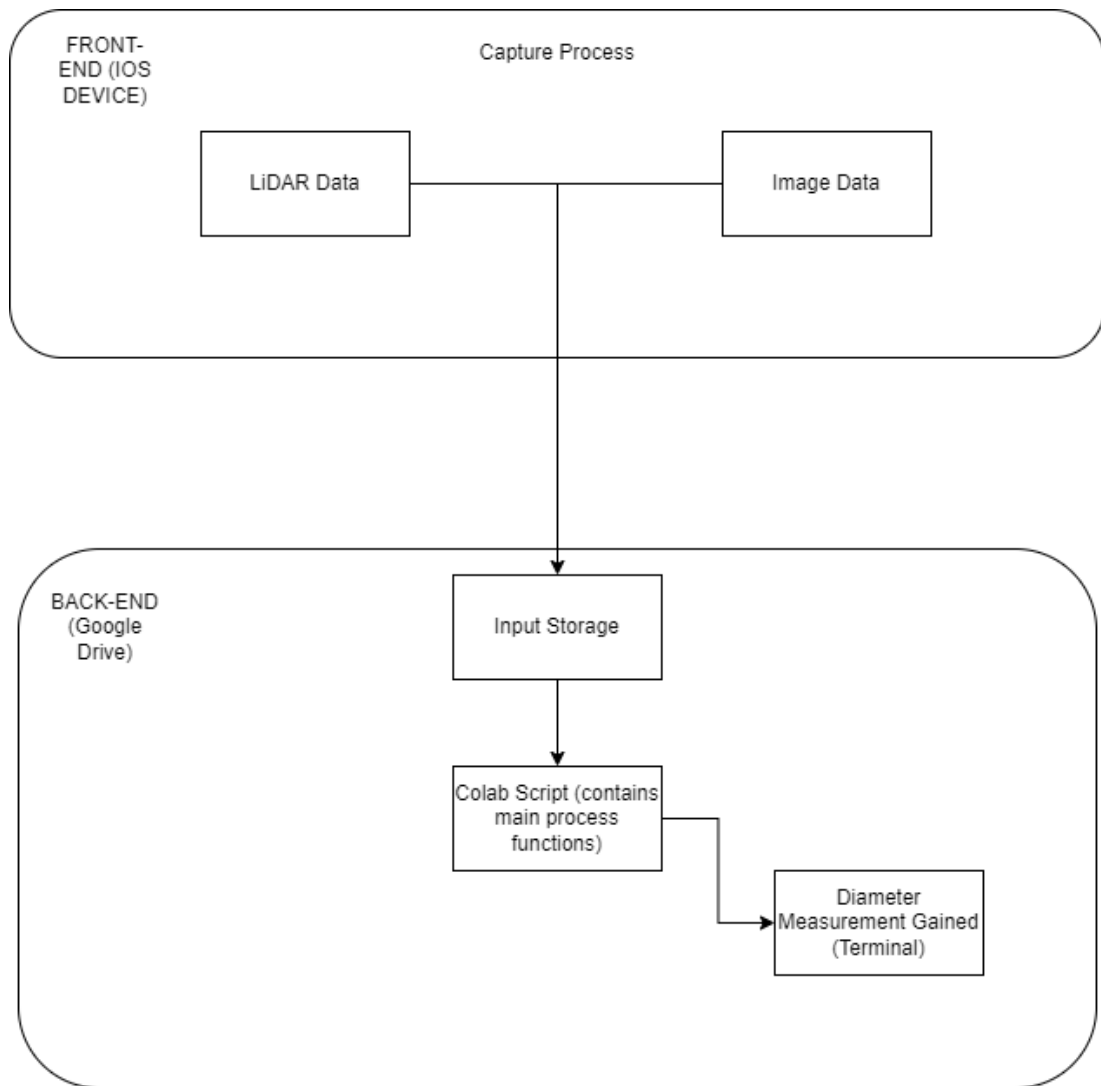 FRONT-
END (IOS
DEVICE)
Capture Process
LiDAR Data
Image Data
BACK-END
(Google
Drive)
Input Storage
Colab Script (contains
main process
functions)
Diameter
Measurement Gained
(Terminal)